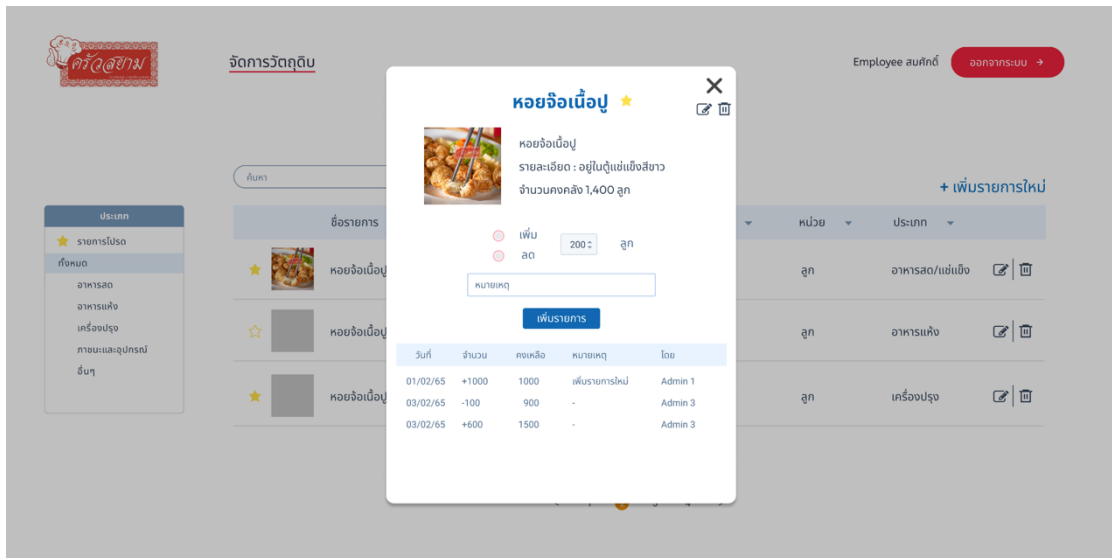 ครัวสยาม
จัดการวัตถุดิบ
Employee สมศักดิ์
ออกจากระบบ →
หอยจ๊อเนื้อปู
หอยจ้อเนื้อปู
รายละเอียด : อยู่ในตู้แช่แข็งสีขาว
จำนวนคงคลัง 1,400 ลูก
ค้นหา
+ เพิ่มรายการใหม่
ประเภท
รายการโปรด
ทั้งหมด
อาหารสด
อาหารแห้ง
เครื่องปรุง
ภาชนะและอุปกรณ์
อื่นๆ
ชื่อรายการ
หน่วย
ประเภท
หอยจ้อเนื้อปู
ลูก
อาหารสด/แช่แข็ง
หอยจ้อเนื้อปู
ลูก
อาหารแห้ง
หอยจ้อเนื้อปู
ลูก
เครื่องปรุง
เพิ่ม
ลด
200
ลูก
หมายเหตุ
เพิ่มรายการ
วันที่ จำนวน คงเหลือ หมายเหตุ โดย
01/02/65 +1000 1000 เพิ่มรายการใหม่ Admin 1
03/02/65 -100 900 - Admin 3
03/02/65 +600 1500 - Admin 3